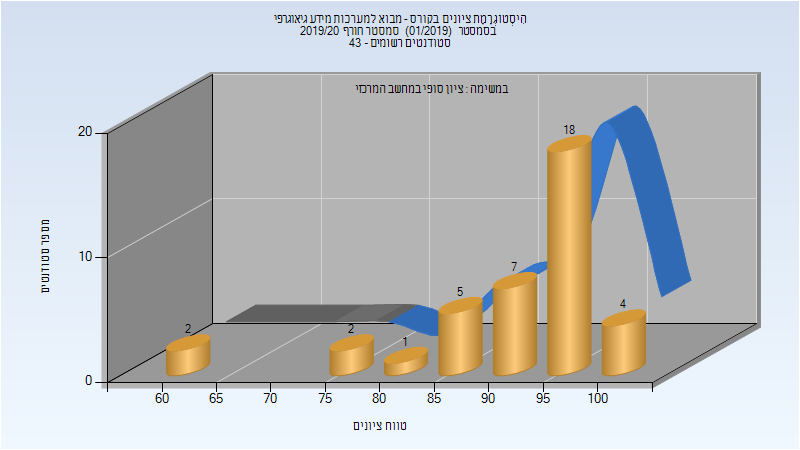 היסטוגרמת ציונים בקורס - מבוא למערכות מידע גיאוגרפי
בסמסטר (01/2019) סמסטר חורף 2019/20
סטודנטים רשומים - 43
במשימה : ציון סופי במחשב המרכזי
מספר סטודנטים
20
10
0
2
2
1
5
7
18
4
60 65 70 75 80 85 90 95 100
טווח ציונים